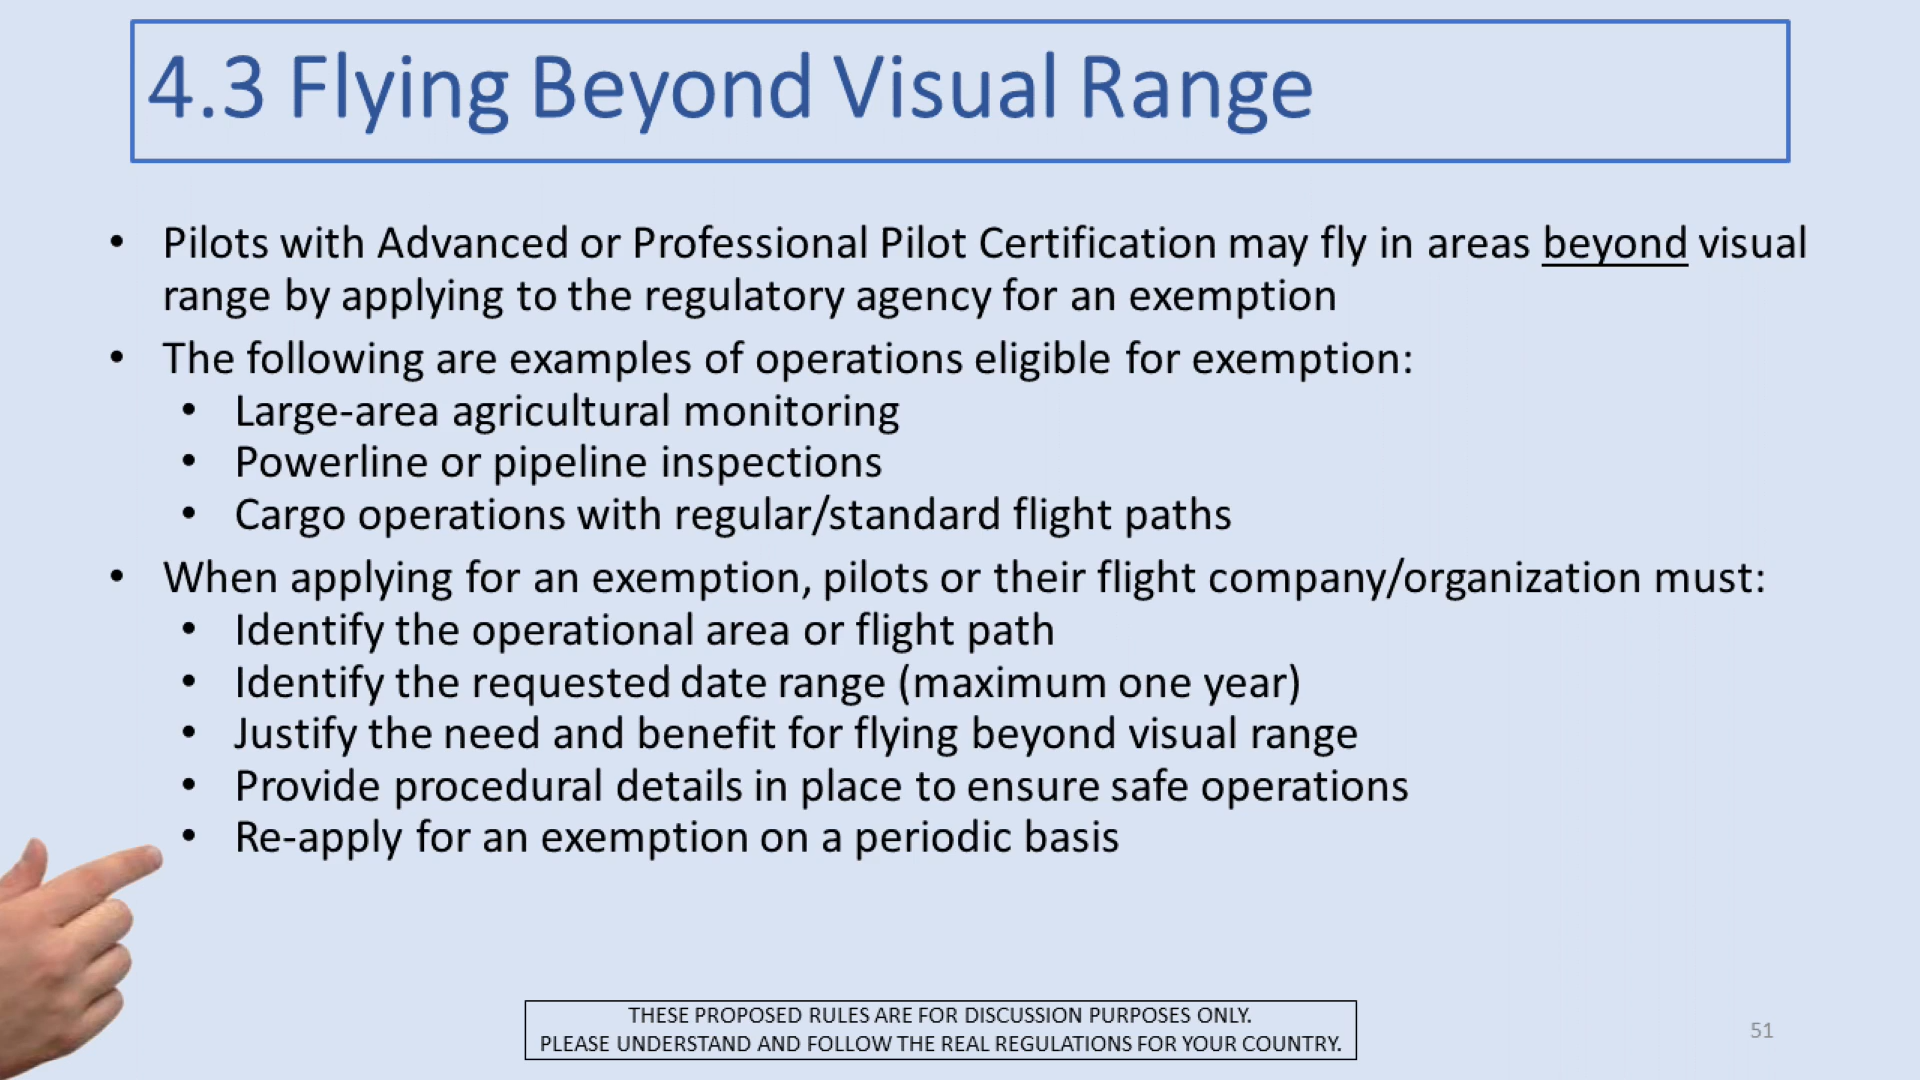 4.3 Flying Beyond Visual Range
• Pilots with Advanced or Professional Pilot Certification may fly in areas beyond visual
range by applying to the regulatory agency for an exemption
• The following are examples of operations eligible for exemption:
• Large-area agricultural monitoring
• Powerline or pipeline inspections
• Cargo operations with regular/standard flight paths
• When applying for an exemption, pilots or their flight company/organization must:
• Identify the operational area or flight path
• Identify the requested date range (maximum one year)
• Justify the need and benefit for flying beyond visual range
• Provide procedural details in place to ensure safe operations
• Re-apply for an exemption on a periodic basis
THESE PROPOSED RULES ARE FOR DISCUSSION PURPOSES ONLY.
PLEASE UNDERSTAND AND FOLLOW THE REAL REGULATIONS FOR YOUR COUNTRY.
51